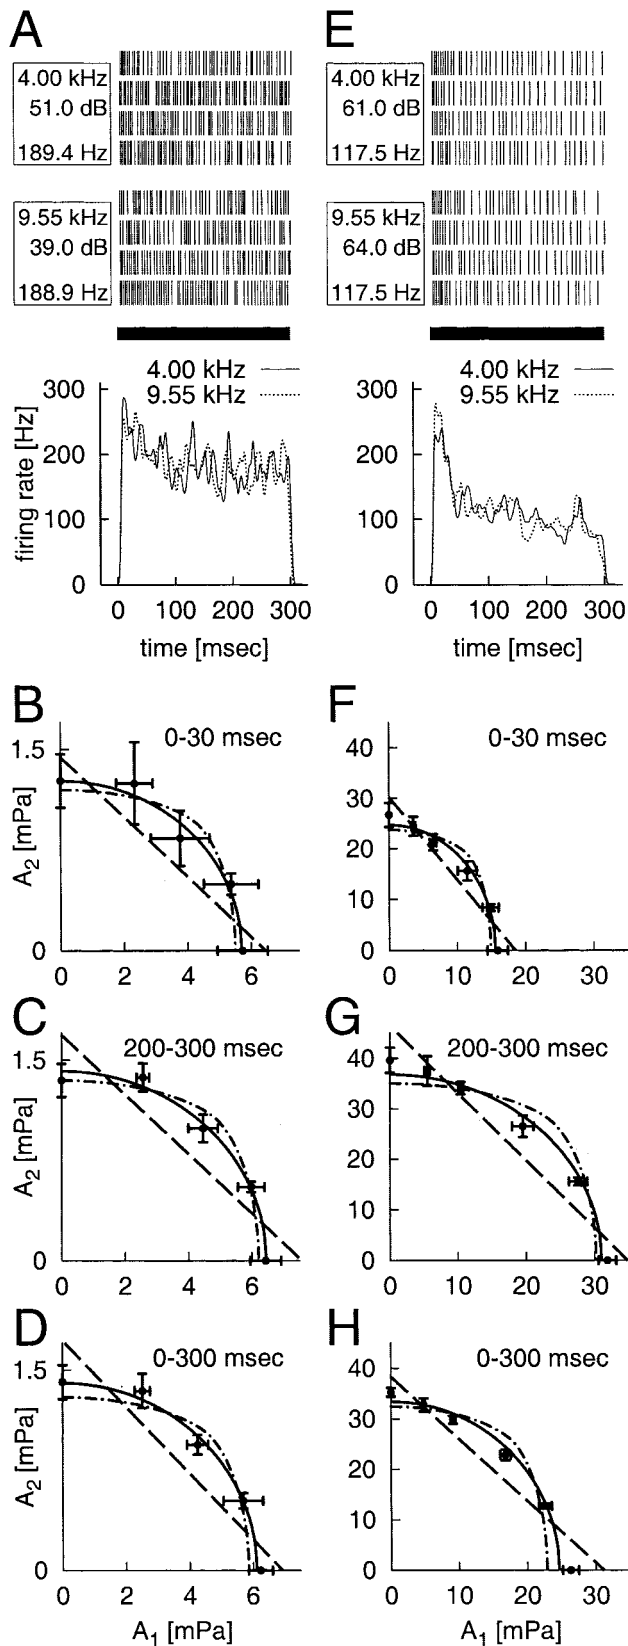 A
4.00 kHz
51.0 dB
189.4 Hz
9.55 kHz
39.0 dB
188.9 Hz
4.00 kHz
9.55 kHz
firing rate [Hz]
300
200
100
0
0 100 200 300
time [msec]
E
4.00 kHz
61.0 dB
117.5 Hz
9.55 kHz
64.0 dB
117.5 Hz
4.00 kHz
9.55 kHz
300
200
100
0
0 100 200 300
time [msec]
B
0-30 msec
A2 [mPa]
1.5
0
0 2 4 6
F
0-30 msec
40
30
20
10
0
0 10 20 30
C
200-300 msec
A2 [mPa]
1.5
0
0 2 4 6
G
200-300 msec
40
30
20
10
0
0 10 20 30
D
0-300 msec
A2 [mPa]
1.5
0
0 2 4 6
A1 [mPa]
H
0-300 msec
40
30
20
10
0
0 10 20 30
A1 [mPa]